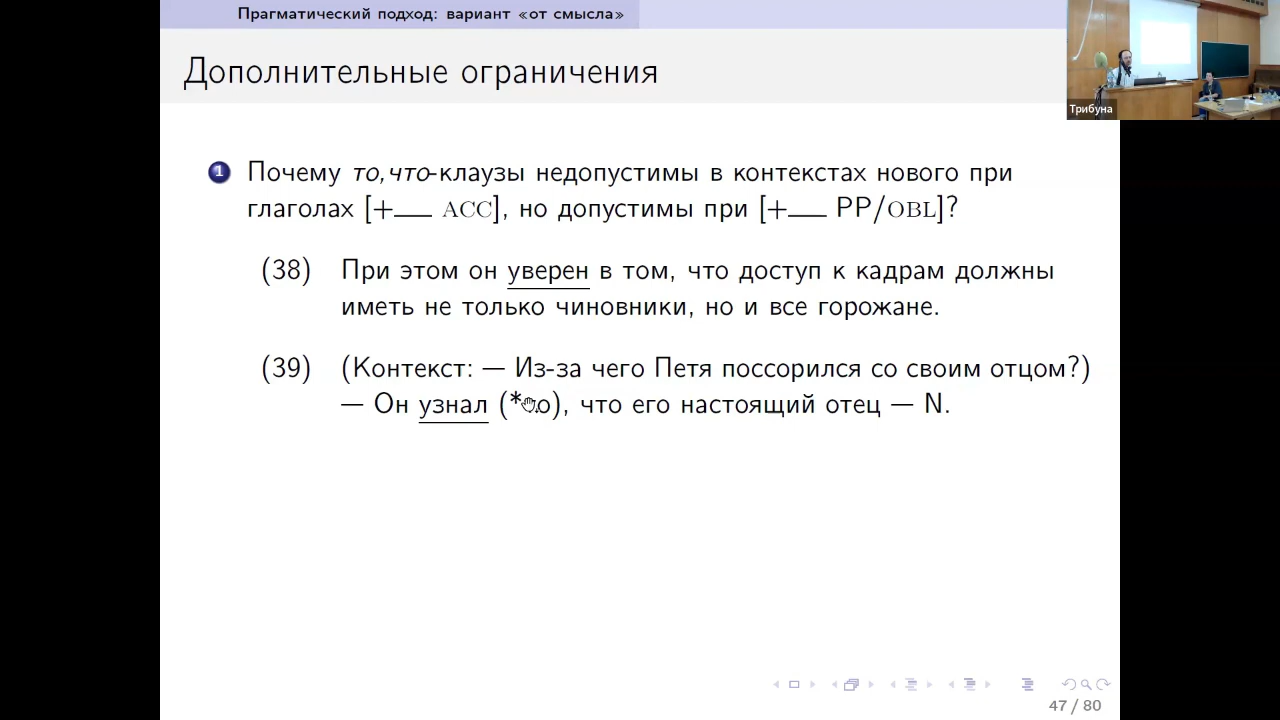 Прагматический подход: вариант «от смысла»
Дополнительные ограничения
Трибуна
1 Почему то,что-клаузы недопустимы в контекстах нового при
глаголах [+___ ACC], но допустимы при [+___ PP/OBL]?
(38) При этом он уверен в том, что доступ к кадрам должны
иметь не только чиновники, но и все горожане.
(39) (Контекст: — Из-за чего Петя поссорился со своим отцом?)
— Он узнал (*то), что его настоящий отец — N.
47 / 80